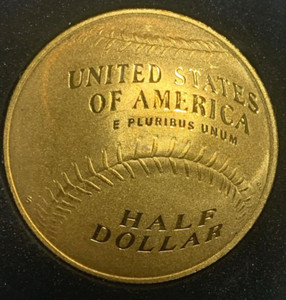 UNITED STATES
OF AMERICA
E PLURIBUS UNUM
HALF
DOLLAR